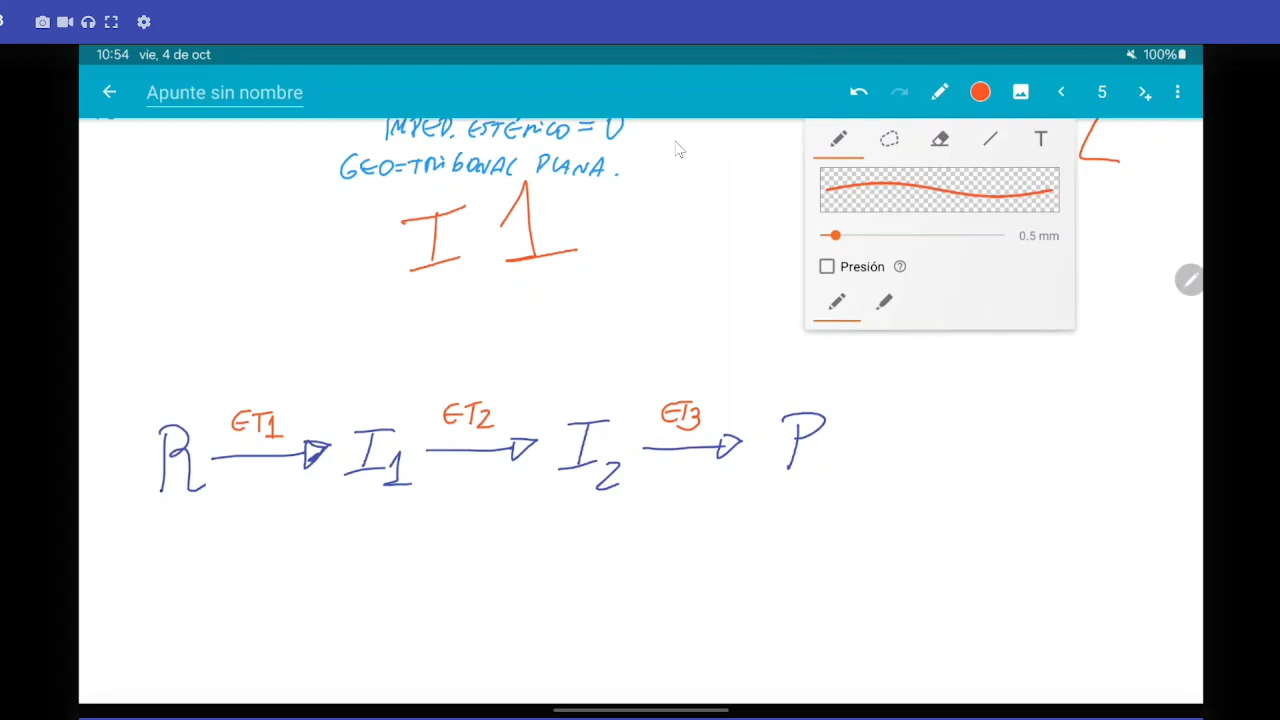 10:54 vie, 4 de oct
100%
Apunte sin nombre
5
T
0.5 mm
Presión
IMPED. ESTÉRICO = 0
GEO=TRIGONAL PLANA.
I 1
R ET1 I1 ET2 I2 ET3 P